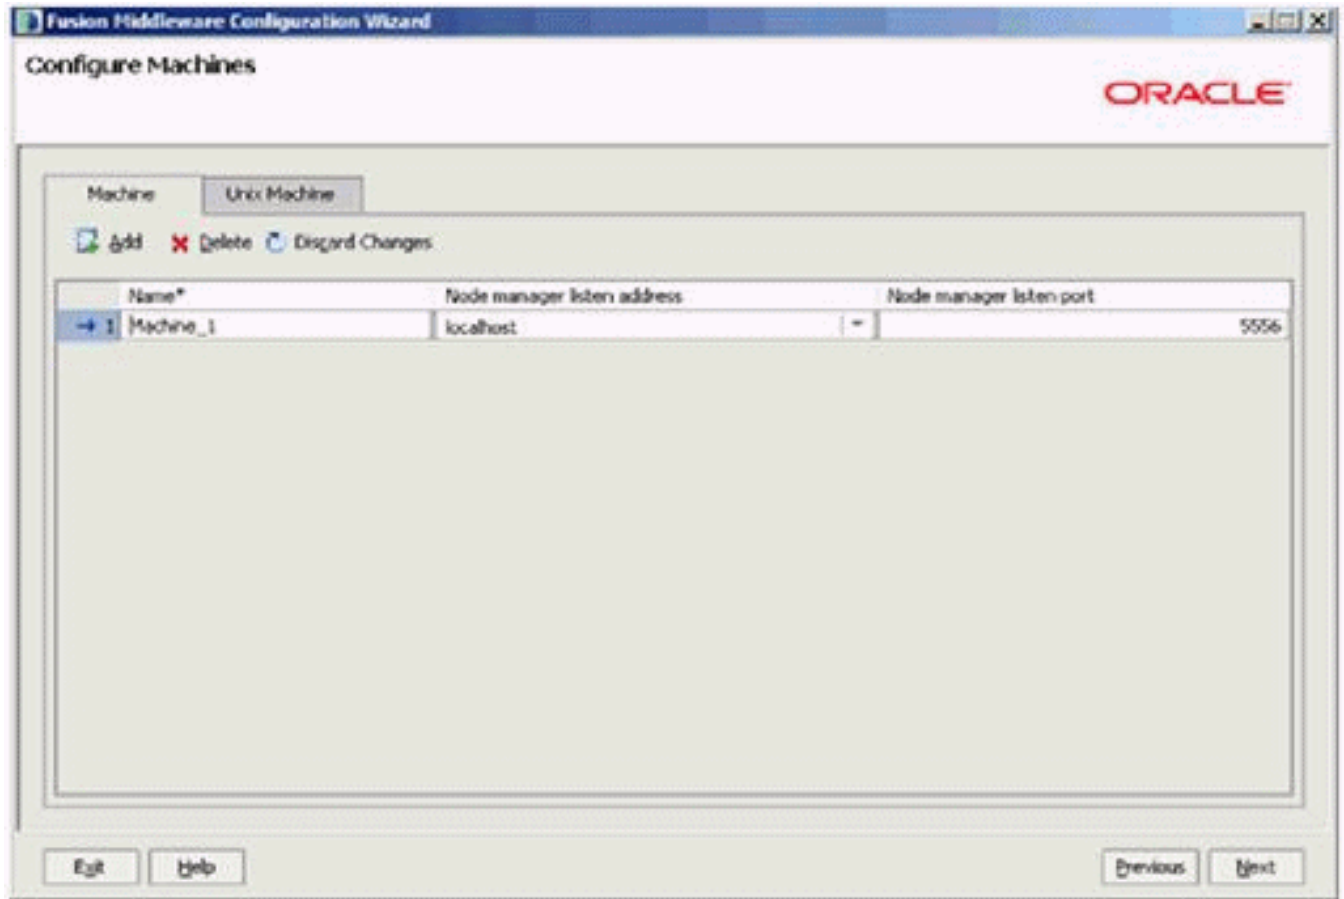 Fusion Middleware Configuration Wizard
Configure Machines
ORACLE
Machine Unix Machine
Add Delete Discard Changes
Name* Node manager listen address Node manager listen port
1 Machine_1 localhost 5556
Exit Help Previous Next